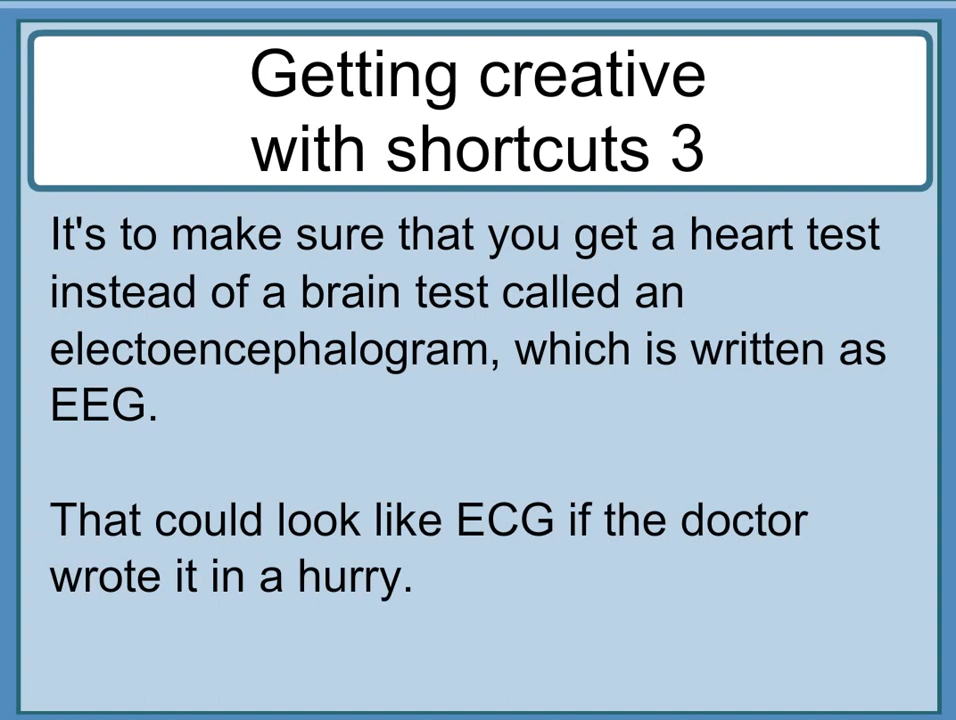 Getting creative
with shortcuts 3
It's to make sure that you get a heart test
instead of a brain test called an
electoencephalogram, which is written as
EEG.
That could look like ECG if the doctor
wrote it in a hurry.